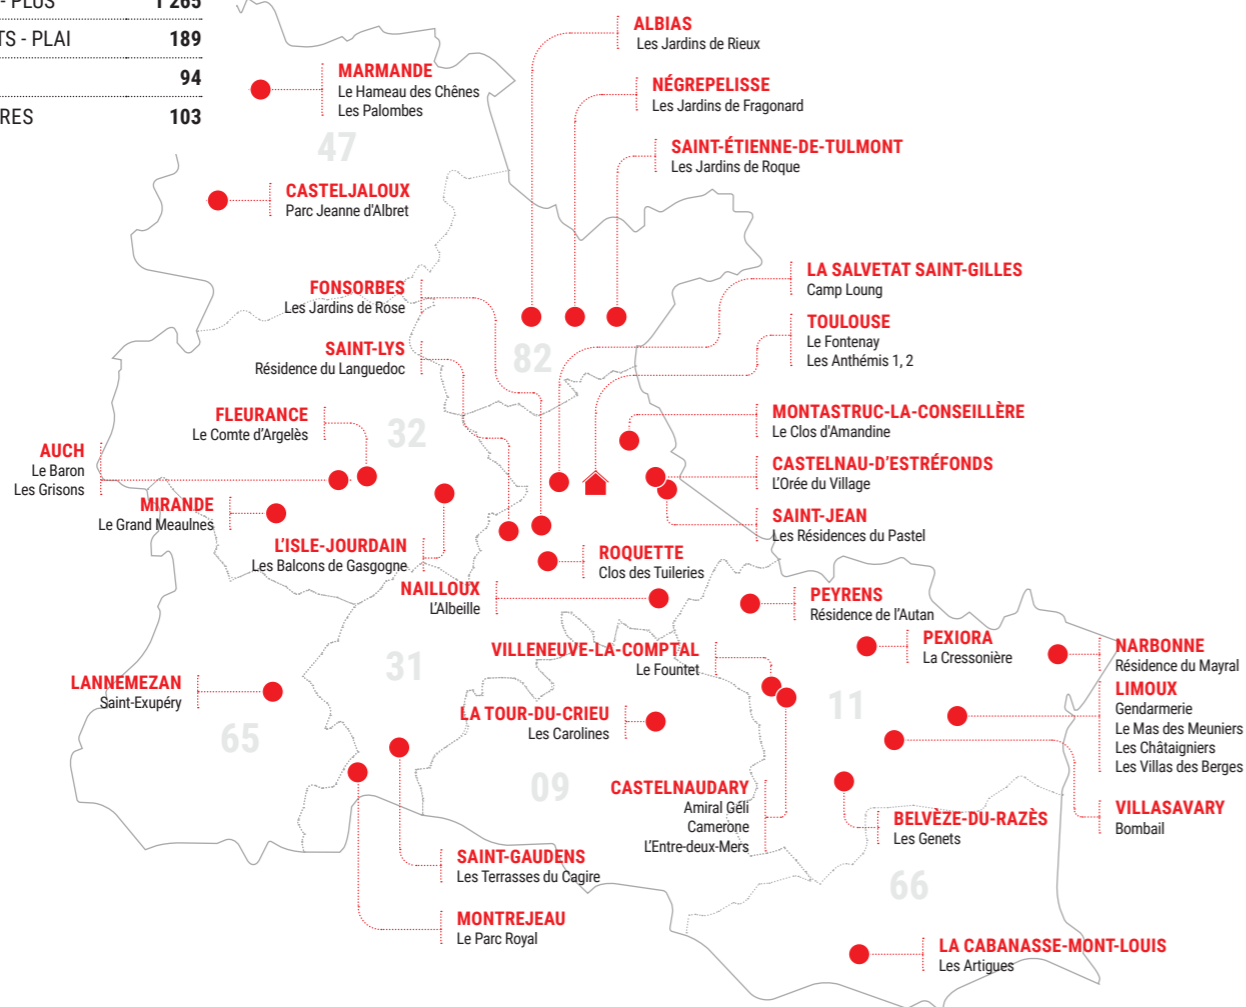 - PLUS 1 265
TS - PLAI 189
94
RES 103
ALBIAS
Les Jardins de Rieux
MARMANDE
Le Hameau des Chênes
Les Palombes
NÉGREPELISSE
Les Jardins de Fragonard
47
SAINT-ÉTIENNE-DE-TULMONT
Les Jardins de Roque
CASTELJALOUX
Parc Jeanne d'Albret
LA SALVETAT SAINT-GILLES
Camp Loung
FONSORBES
Les Jardins de Rose
TOULOUSE
Le Fontenay
Les Anthémis 1, 2
SAINT-LYS
Résidence du Languedoc
82
FLEURANCE
Le Comte d'Argelès
32
MONTASTRUC-LA-CONSEILLÈRE
Le Clos d'Amandine
AUCH
Le Baron
Les Grisons
CASTELNAU-D'ESTRÉFONDS
L'Orée du Village
MIRANDE
Le Grand Meaulnes
SAINT-JEAN
Les Résidences du Pastel
L'ISLE-JOURDAIN
Les Balcons de Gasgogne
ROQUETTE
Clos des Tuileries
NAILLOUX
L'Albeille
PEYRENS
Résidence de l'Autan
PEXIORA
La Cressonière
NARBONNE
Résidence du Mayral
VILLENEUVE-LA-COMPTAL
Le Fountet
31
LANNEMEZAN
Saint-Exupéry
LIMOUX
Gendarmerie
Le Mas des Meuniers
Les Châtaigniers
Les Villas des Berges
11
LA TOUR-DU-CRIEU
Les Carolines
65
09
CASTELNAUDARY
Amiral Géli
Camerone
L'Entre-deux-Mers
VILLASAVARY
Bombail
BELVÈZE-DU-RAZÈS
Les Genets
SAINT-GAUDENS
Les Terrasses du Cagire
66
MONTREJEAU
Le Parc Royal
LA CABANASSE-MONT-LOUIS
Les Artigues